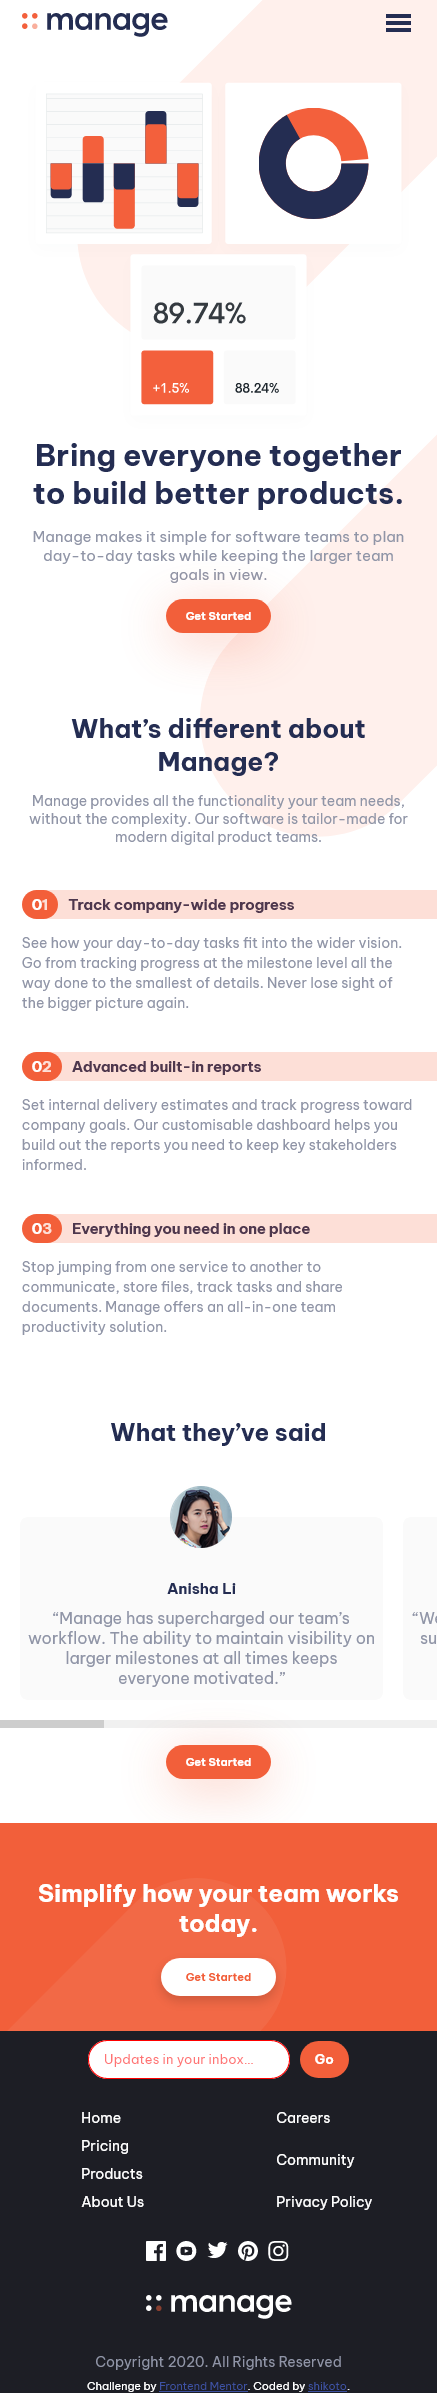 manage
89.74%
+1.5%
88.24%
Bring everyone together
to build better products.
Manage makes it simple for software teams to plan
day-to-day tasks while keeping the larger team
goals in view.
Get Started
What’s different about
Manage?
Manage provides all the functionality your team needs,
without the complexity. Our software is tailor-made for
modern digital product teams.
01 Track company-wide progress
See how your day-to-day tasks fit into the wider vision.
Go from tracking progress at the milestone level all the
way done to the smallest of details. Never lose sight of
the bigger picture again.
02 Advanced built-in reports
Set internal delivery estimates and track progress toward
company goals. Our customisable dashboard helps you
build out the reports you need to keep key stakeholders
informed.
03 Everything you need in one place
Stop jumping from one service to another to
communicate, store files, track tasks and share
documents. Manage offers an all-in-one team
productivity solution.
What they’ve said
Anisha Li
“Manage has supercharged our team’s
workflow. The ability to maintain visibility on
larger milestones at all times keeps
everyone motivated.”
Get Started
Simplify how your team works
today.
Get Started
Updates in your inbox...
Go
Home
Pricing
Products
About Us
Careers
Community
Privacy Policy
manage
Copyright 2020. All Rights Reserved
Challenge by Frontend Mentor. Coded by shikoto.